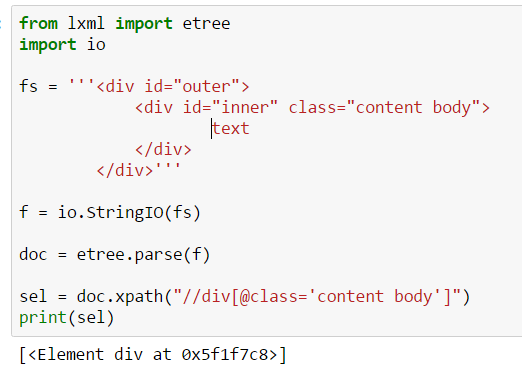 from lxml import etree
import io
fs = '''<div id="outer">
<div id="inner" class="content body">
text
</div>
</div>'''
f = io.StringIO(fs)
doc = etree.parse(f)
sel = doc.xpath("//div[@class='content body']")
print(sel)
[<Element div at 0x5f1f7c8>]